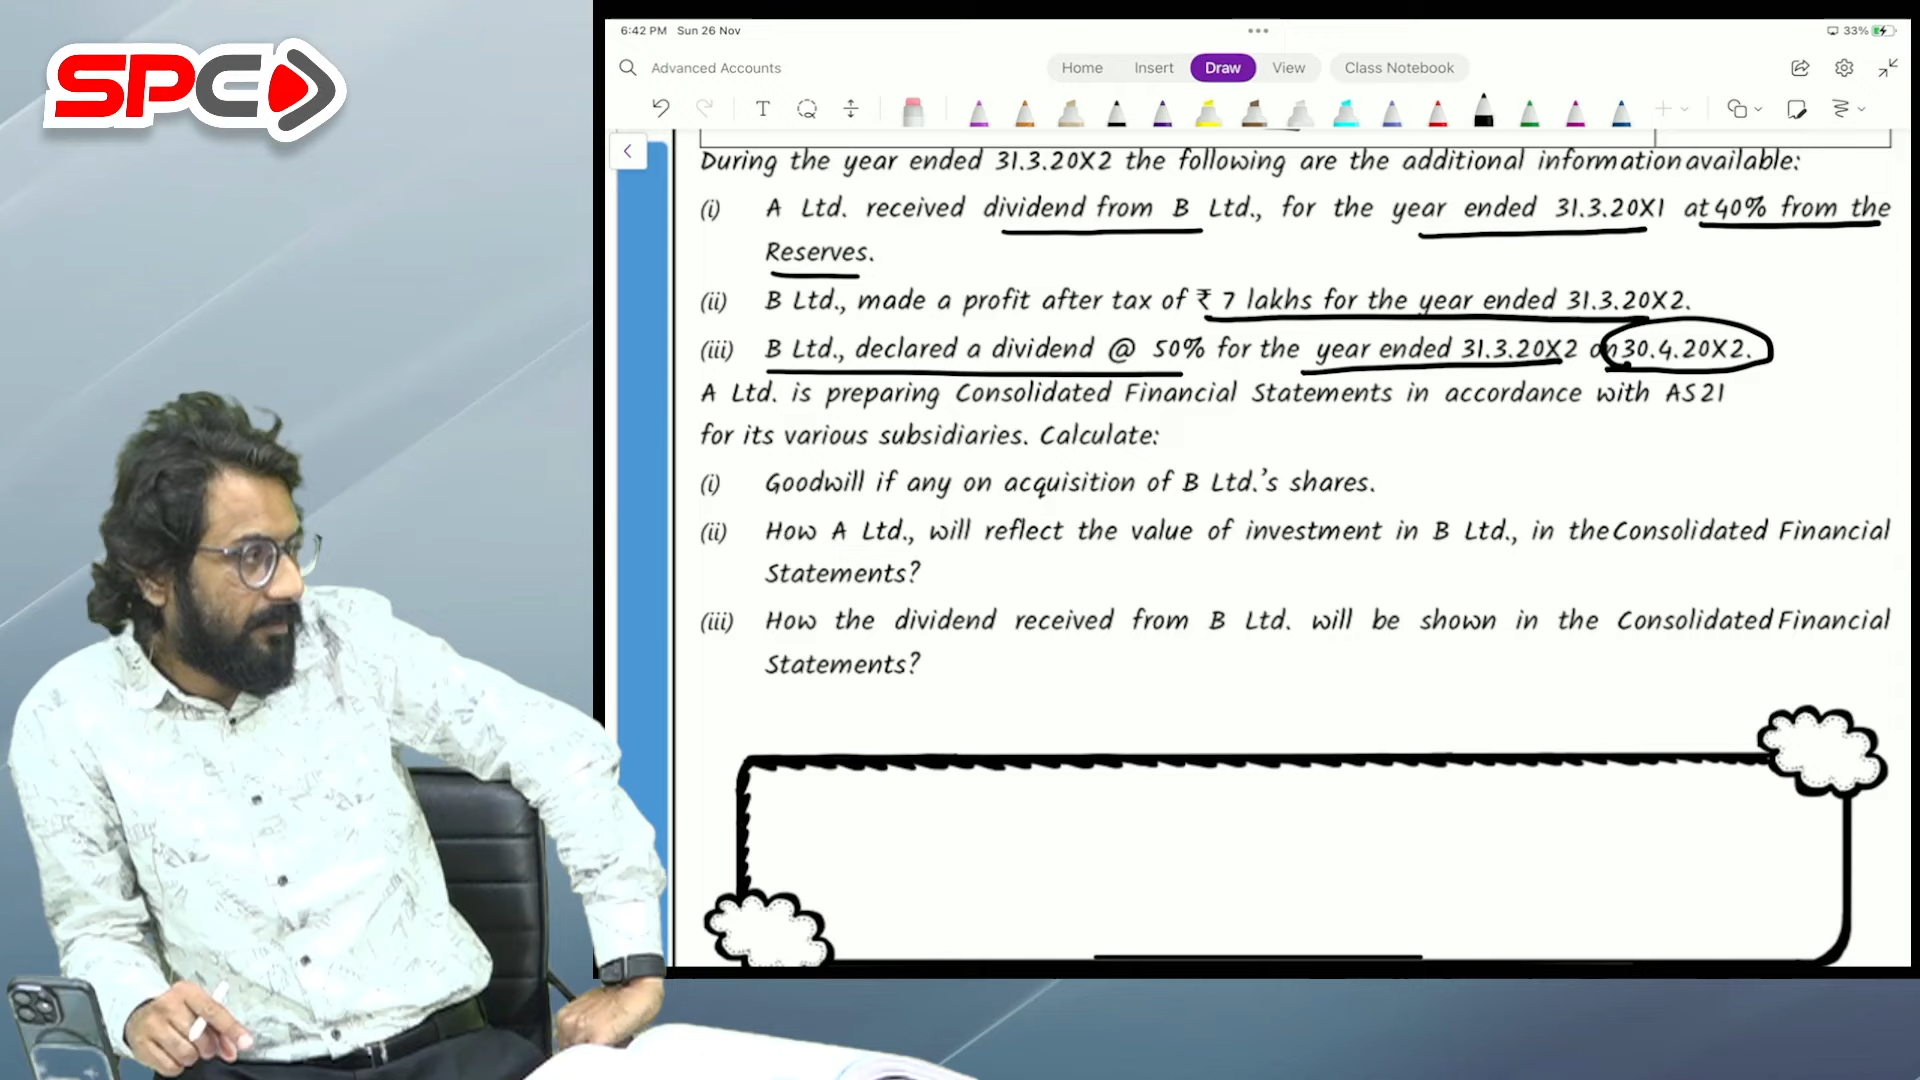 SPC
6:42 PM Sun 26 Nov
33%
Advanced Accounts
Home Insert Draw View Class Notebook
During the year ended 31.3.20X2 the following are the additional information available:
(i) A Ltd. received dividend from B Ltd., for the year ended 31.3.20X1 at 40% from the
Reserves.
(ii) B Ltd., made a profit after tax of ₹ 7 lakhs for the year ended 31.3.20X2.
(iii) B Ltd., declared a dividend @ 50% for the year ended 31.3.20X2 on 30.4.20X2.
A Ltd. is preparing Consolidated Financial Statements in accordance with AS 21
for its various subsidiaries. Calculate:
(i) Goodwill if any on acquisition of B Ltd.'s shares.
(ii) How A Ltd., will reflect the value of investment in B Ltd., in the Consolidated Financial
Statements?
(iii) How the dividend received from B Ltd. will be shown in the Consolidated Financial
Statements?